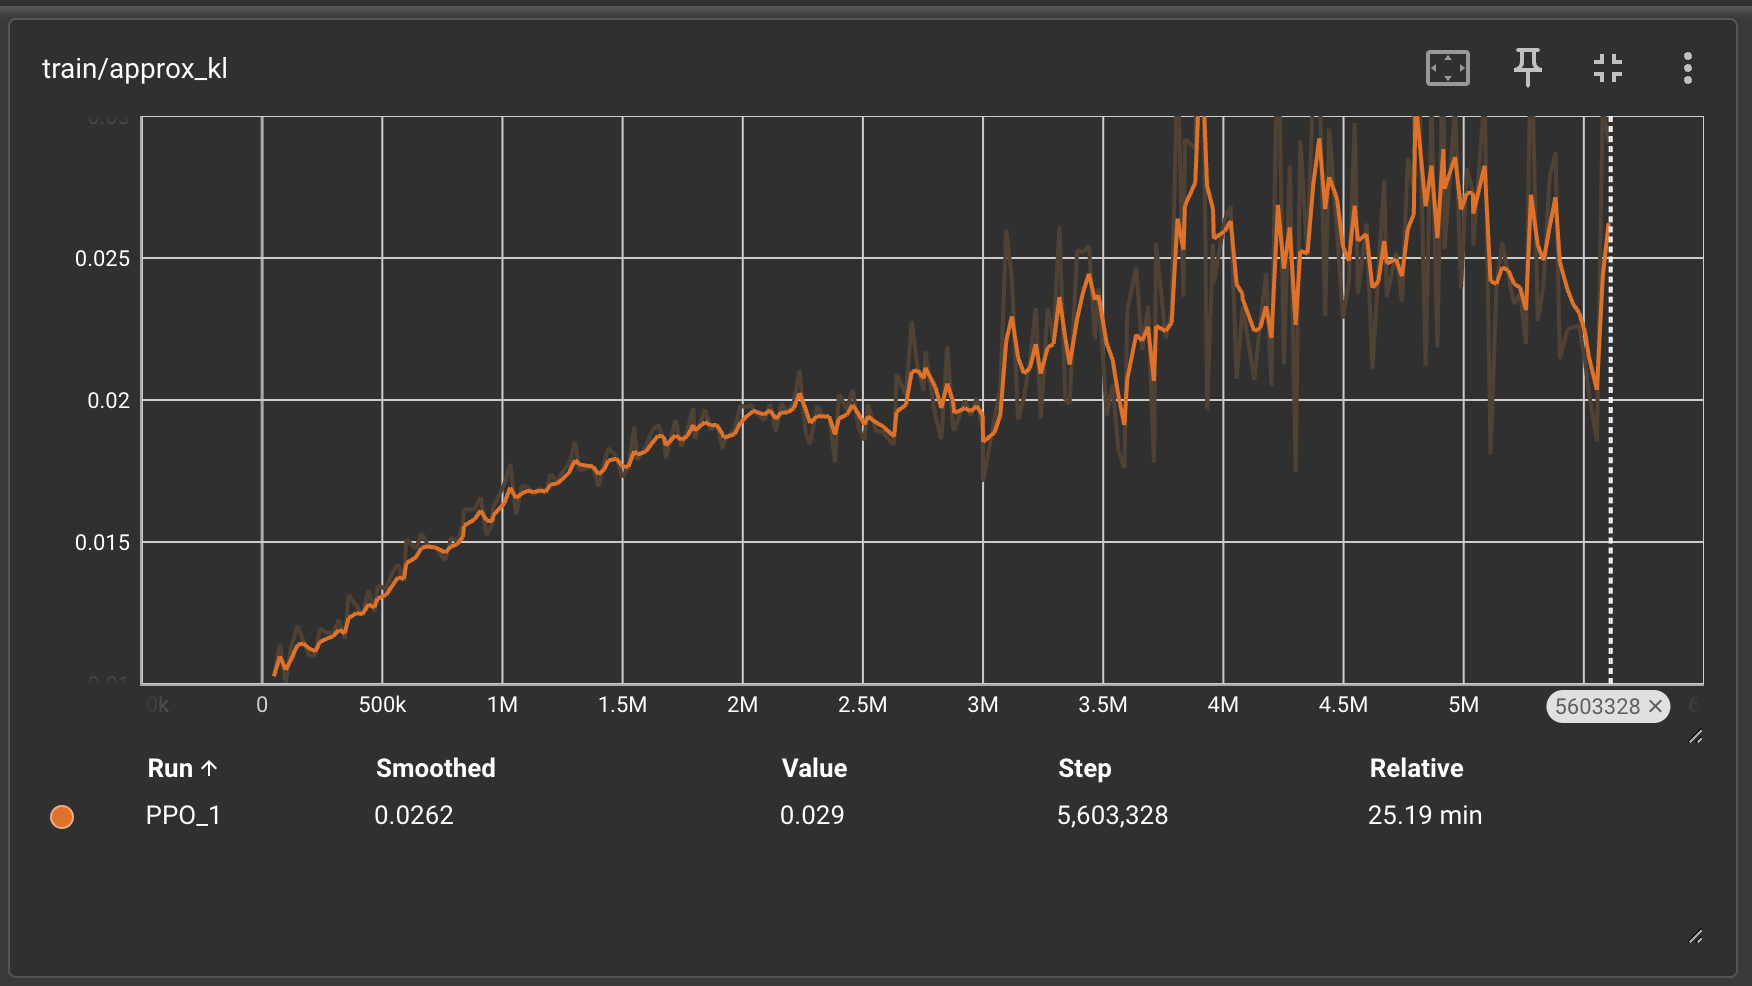 train/approx_kl
0.025
0.02
0.015
0k 0 500k 1M 1.5M 2M 2.5M 3M 3.5M 4M 4.5M 5M 5603328 6
Run Smoothed Value Step Relative
PPO_1 0.0262 0.029 5,603,328 25.19 min